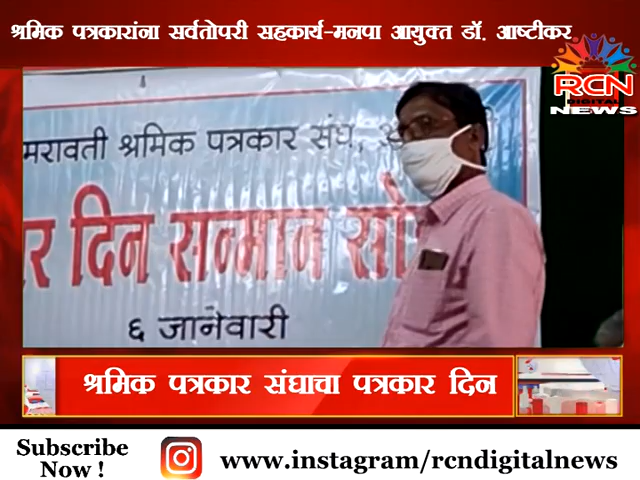 श्रमिक पत्रकारांना सर्वतोपरी सहकार्य-मनपा आयुक्त डॉ. आष्टीकर
RCN
DIGITAL
NEWS
मरावती श्रमिक पत्रकार संघ, अ
र दिन सन्मान सो
६ जानेवारी
श्रमिक पत्रकार संघाचा पत्रकार दिन
Subscribe
Now !
www.instagram/rcndigitalnews